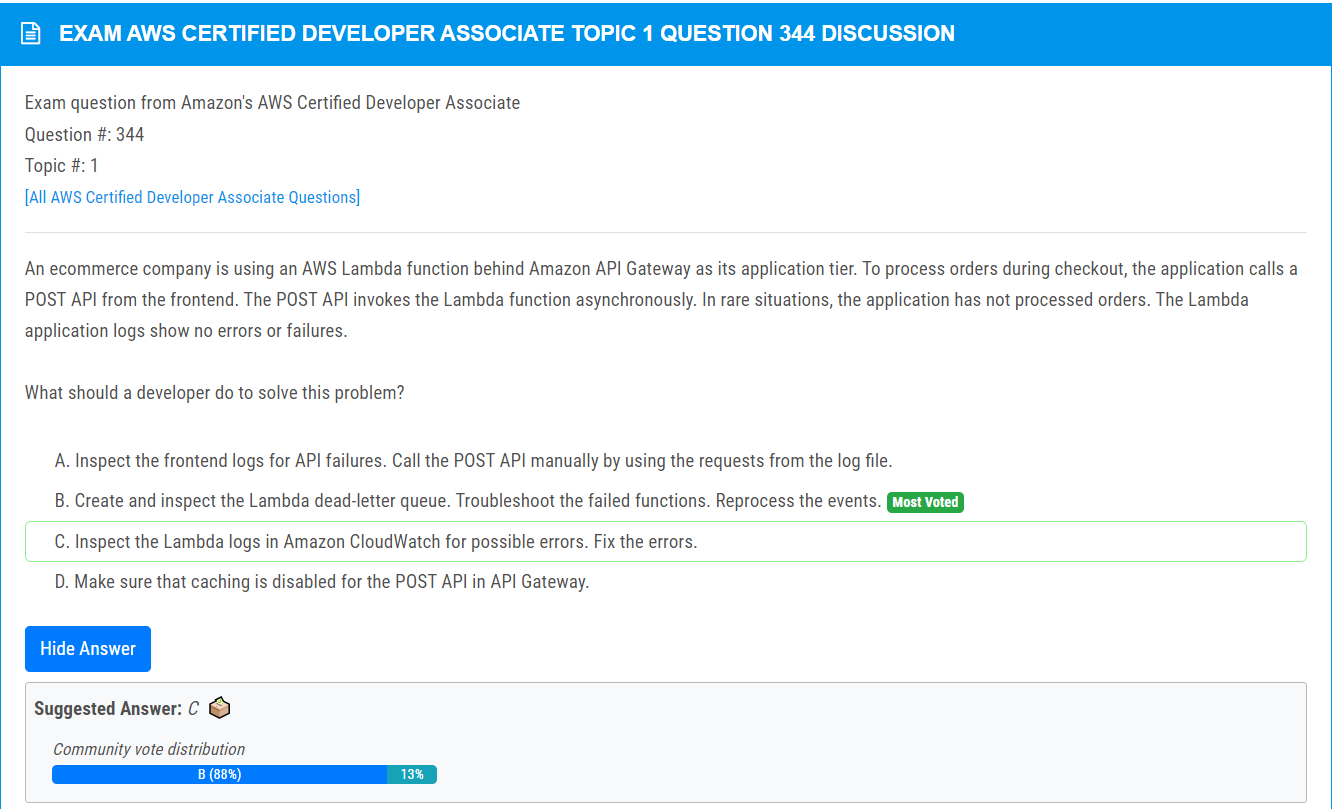 EXAM AWS CERTIFIED DEVELOPER ASSOCIATE TOPIC 1 QUESTION 344 DISCUSSION
Exam question from Amazon's AWS Certified Developer Associate
Question #: 344
Topic #: 1
[All AWS Certified Developer Associate Questions]
An ecommerce company is using an AWS Lambda function behind Amazon API Gateway as its application tier. To process orders during checkout, the application calls a
POST API from the frontend. The POST API invokes the Lambda function asynchronously. In rare situations, the application has not processed orders. The Lambda
application logs show no errors or failures.
What should a developer do to solve this problem?
A. Inspect the frontend logs for API failures. Call the POST API manually by using the requests from the log file.
B. Create and inspect the Lambda dead-letter queue. Troubleshoot the failed functions. Reprocess the events. Most Voted
C. Inspect the Lambda logs in Amazon CloudWatch for possible errors. Fix the errors.
D. Make sure that caching is disabled for the POST API in API Gateway.
Hide Answer
Suggested Answer: C
Community vote distribution
B (88%) 13%